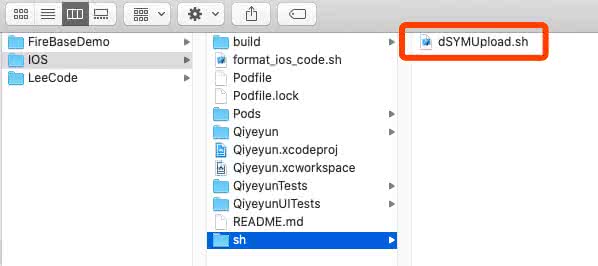 FireBaseDemo
IOS
LeeCode
build
format_ios_code.sh
Podfile
Podfile.lock
Pods
Qiyeyun
Qiyeyun.xcodeproj
Qiyeyun.xcworkspace
QiyeyunTests
QiyeyunUITests
README.md
sh
dSYMUpload.sh